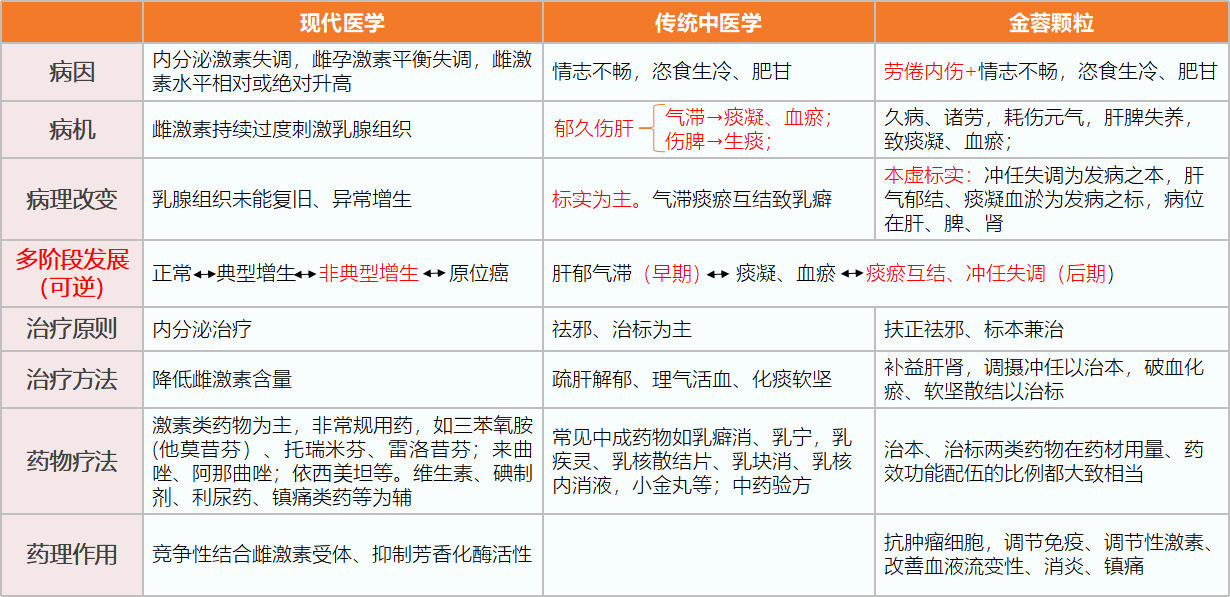 现代医学
传统中医学
金蓉颗粒
病因
内分泌激素失调，雌孕激素平衡失调，雌激
素水平相对或绝对升高
情志不畅，恣食生冷、肥甘
劳倦内伤+情志不畅，恣食生冷、肥甘
病机
雌激素持续过度刺激乳腺组织
郁久伤肝
气滞→痰凝、血瘀；
伤脾→生痰；
久病、诸劳，耗伤元气，肝脾失养，
致痰凝、血瘀；
病理改变
乳腺组织未能复旧、异常增生
标实为主。气滞痰瘀互结致乳癖
本虚标实：冲任失调为发病之本，肝
气郁结、痰凝血淤为发病之标，病位
在肝、脾、肾
多阶段发展
(可逆)
正常↔典型增生↔非典型增生↔原位癌
肝郁气滞（早期）↔ 痰凝、血瘀 ↔痰瘀互结、冲任失调（后期）
治疗原则
内分泌治疗
祛邪、治标为主
扶正祛邪、标本兼治
治疗方法
降低雌激素含量
疏肝解郁、理气活血、化痰软坚
补益肝肾，调摄冲任以治本，破血化
瘀、软坚散结以治标
药物疗法
激素类药物为主，非常规用药，如三苯氧胺
(他莫昔芬）、托瑞米芬、雷洛昔芬；来曲
唑、阿那曲唑；依西美坦等。维生素、碘制
剂、利尿药、镇痛类药等为辅
常见中成药物如乳癖消、乳宁，乳
疾灵、乳核散结片、乳块消、乳核
内消液，小金丸等；中药验方
治本、治标两类药物在药材用量、药
效功能配伍的比例都大致相当
药理作用
竞争性结合雌激素受体、抑制芳香化酶活性
抗肿瘤细胞，调节免疫、调节性激素、
改善血液流变性、消炎、镇痛